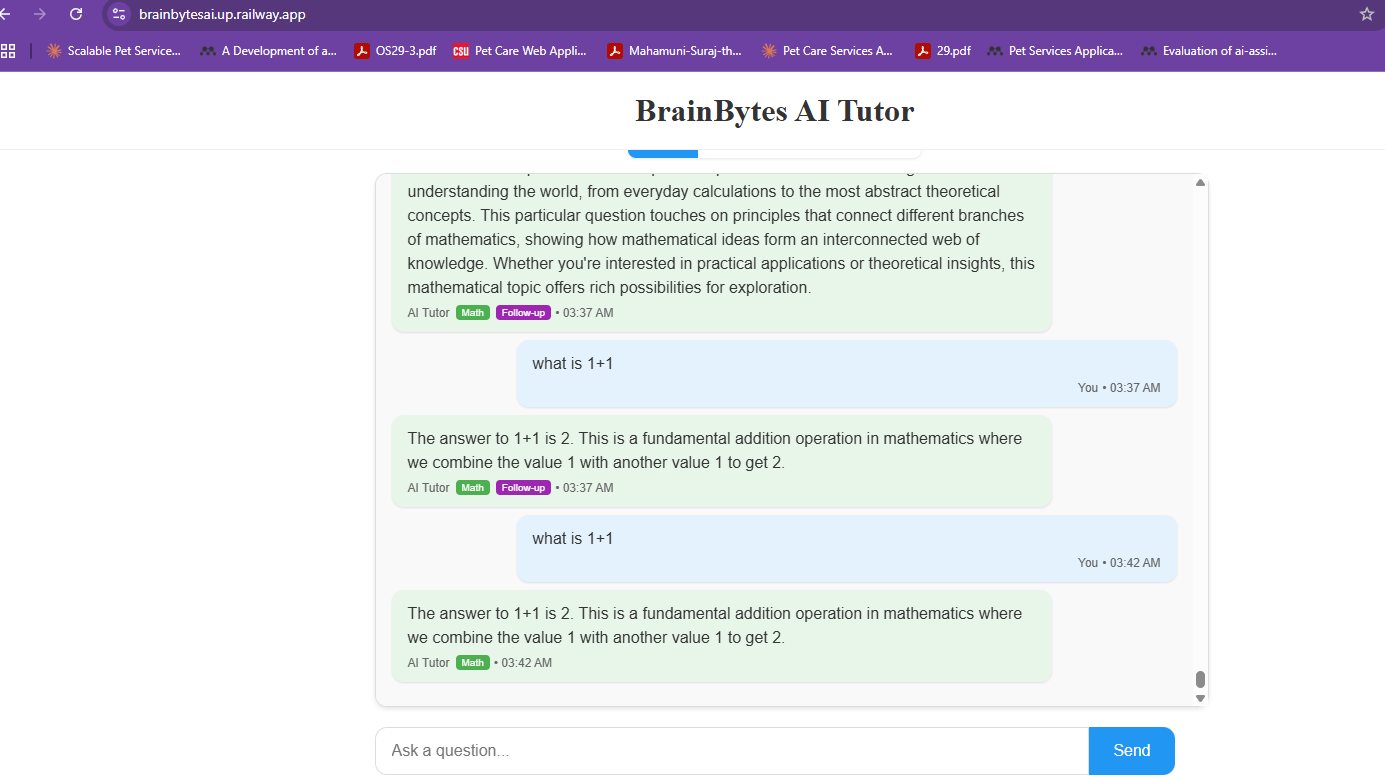 brainbytesai.up.railway.app
Scalable Pet Service...
A Development of a...
OS29-3.pdf
CSU Pet Care Web Appli...
Mahamuni-Suraj-th...
Pet Care Services A...
29.pdf
Pet Services Applica...
Evaluation of ai-assi...
BrainBytes AI Tutor
understanding the world, from everyday calculations to the most abstract theoretical
concepts. This particular question touches on principles that connect different branches
of mathematics, showing how mathematical ideas form an interconnected web of
knowledge. Whether you're interested in practical applications or theoretical insights, this
mathematical topic offers rich possibilities for exploration.
AI Tutor Math Follow-up • 03:37 AM
what is 1+1
You • 03:37 AM
The answer to 1+1 is 2. This is a fundamental addition operation in mathematics where
we combine the value 1 with another value 1 to get 2.
AI Tutor Math Follow-up • 03:37 AM
what is 1+1
You • 03:42 AM
The answer to 1+1 is 2. This is a fundamental addition operation in mathematics where
we combine the value 1 with another value 1 to get 2.
AI Tutor Math • 03:42 AM
Ask a question...
Send